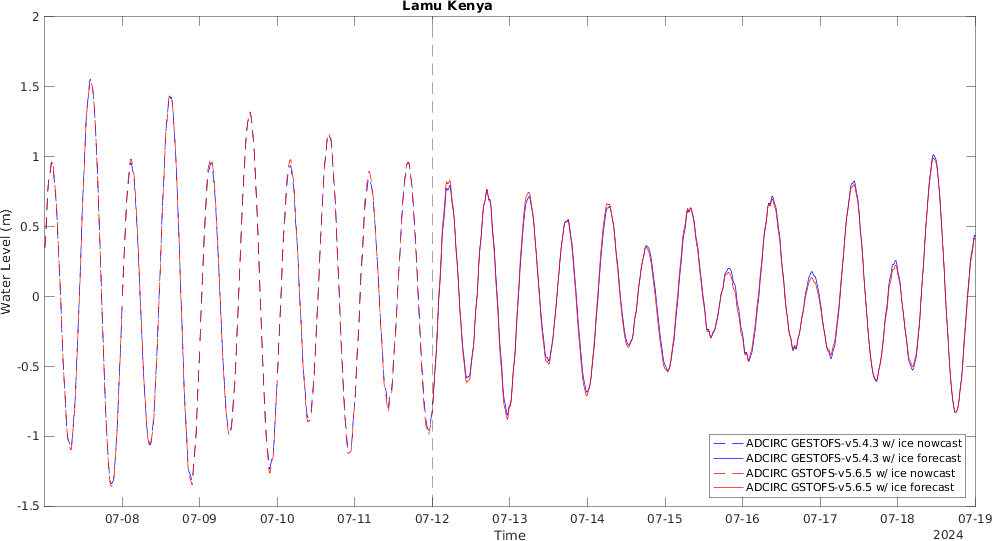 Lamu Kenya
Water Level (m)
2
1.5
1
0.5
0
-0.5
-1
-1.5
07-08 07-09 07-10 07-11 07-12 07-13 07-14 07-15 07-16 07-17 07-18 07-19
Time
2024
ADCIRC GESTOFS-v5.4.3 w/ ice nowcast
ADCIRC GESTOFS-v5.4.3 w/ ice forecast
ADCIRC GSTOFS-v5.6.5 w/ ice nowcast
ADCIRC GSTOFS-v5.6.5 w/ ice forecast